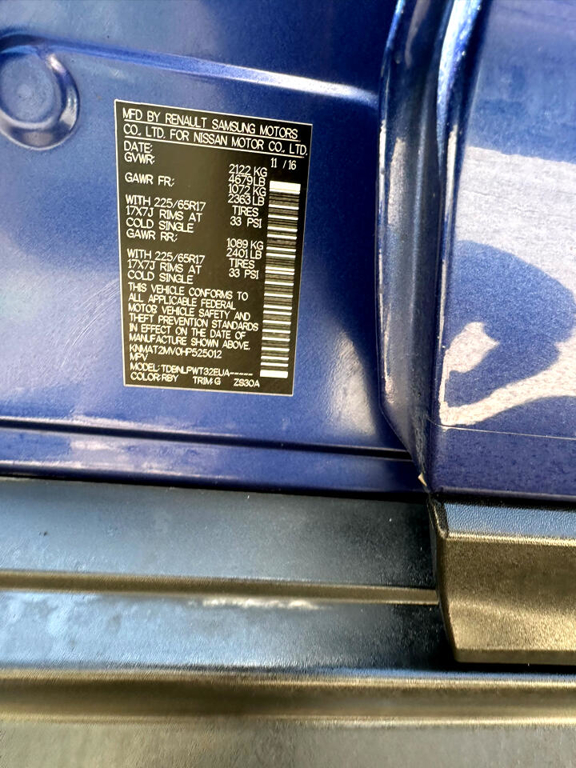 MFD BY RENAULT SAMSUNG MOTORS
CO., LTD. FOR NISSAN MOTOR CO., LTD.
DATE: 11 / 16
GVWR: 2122 KG
4679 LB
GAWR FR: 1072 KG
2363 LB
WITH 225/65R17 TIRES
17X7J RIMS AT 33 PSI
COLD SINGLE
GAWR RR: 1089 KG
2401 LB
WITH 225/65R17 TIRES
17X7J RIMS AT 33 PSI
COLD SINGLE
THIS VEHICLE CONFORMS TO
ALL APPLICABLE FEDERAL
MOTOR VEHICLE SAFETY AND
THEFT PREVENTION STANDARDS
IN EFFECT ON THE DATE OF
MANUFACTURE SHOWN ABOVE.
KNMAT2MV0HP525012
MPV
MODEL:TDBNLPWT32EUA-----
COLOR:RBY TRIM:G ZS30A